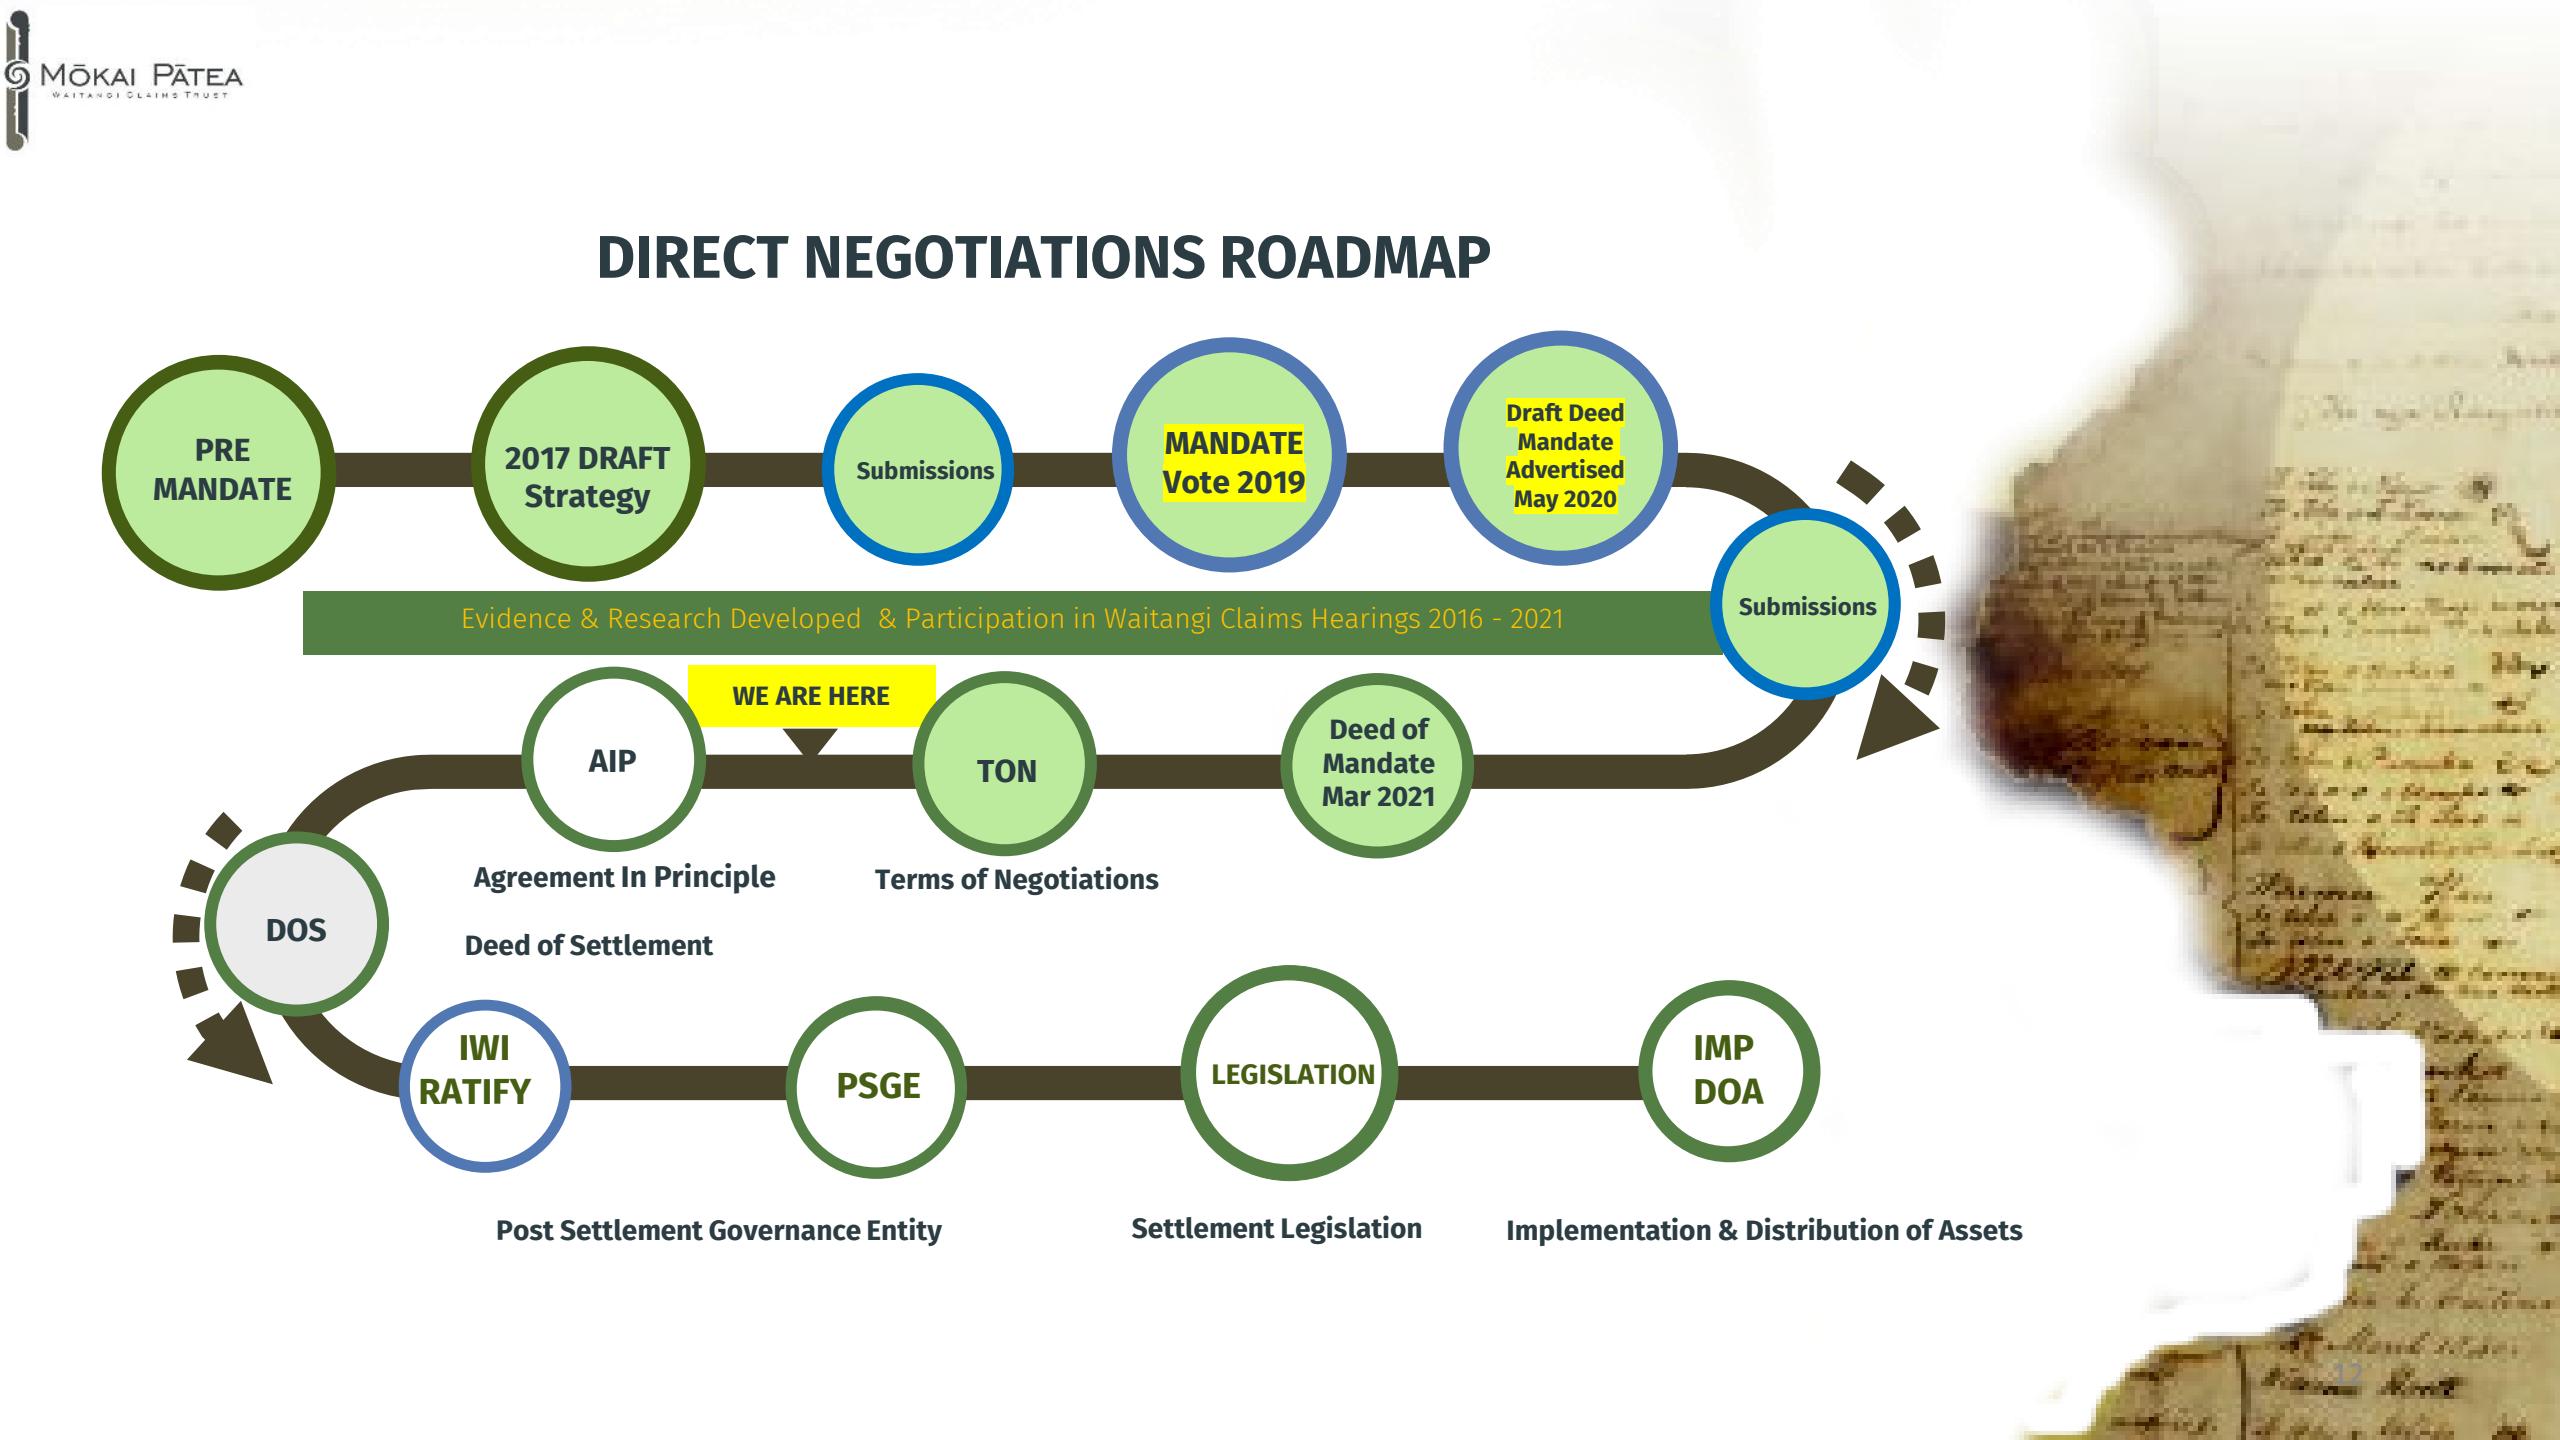 MŌKAI PĀTEA
WAITANGI CLAIMS TRUST
DIRECT NEGOTIATIONS ROADMAP
PRE
MANDATE
2017 DRAFT
Strategy
Submissions
MANDATE
Vote 2019
Draft Deed
Mandate
Advertised
May 2020
Submissions
Evidence & Research Developed & Participation in Waitangi Claims Hearings 2016 - 2021
WE ARE HERE
AIP
TON
Deed of
Mandate
Mar 2021
Agreement In Principle
Terms of Negotiations
DOS
Deed of Settlement
IWI
RATIFY
PSGE
LEGISLATION
IMP
DOA
Post Settlement Governance Entity
Settlement Legislation
Implementation & Distribution of Assets
12